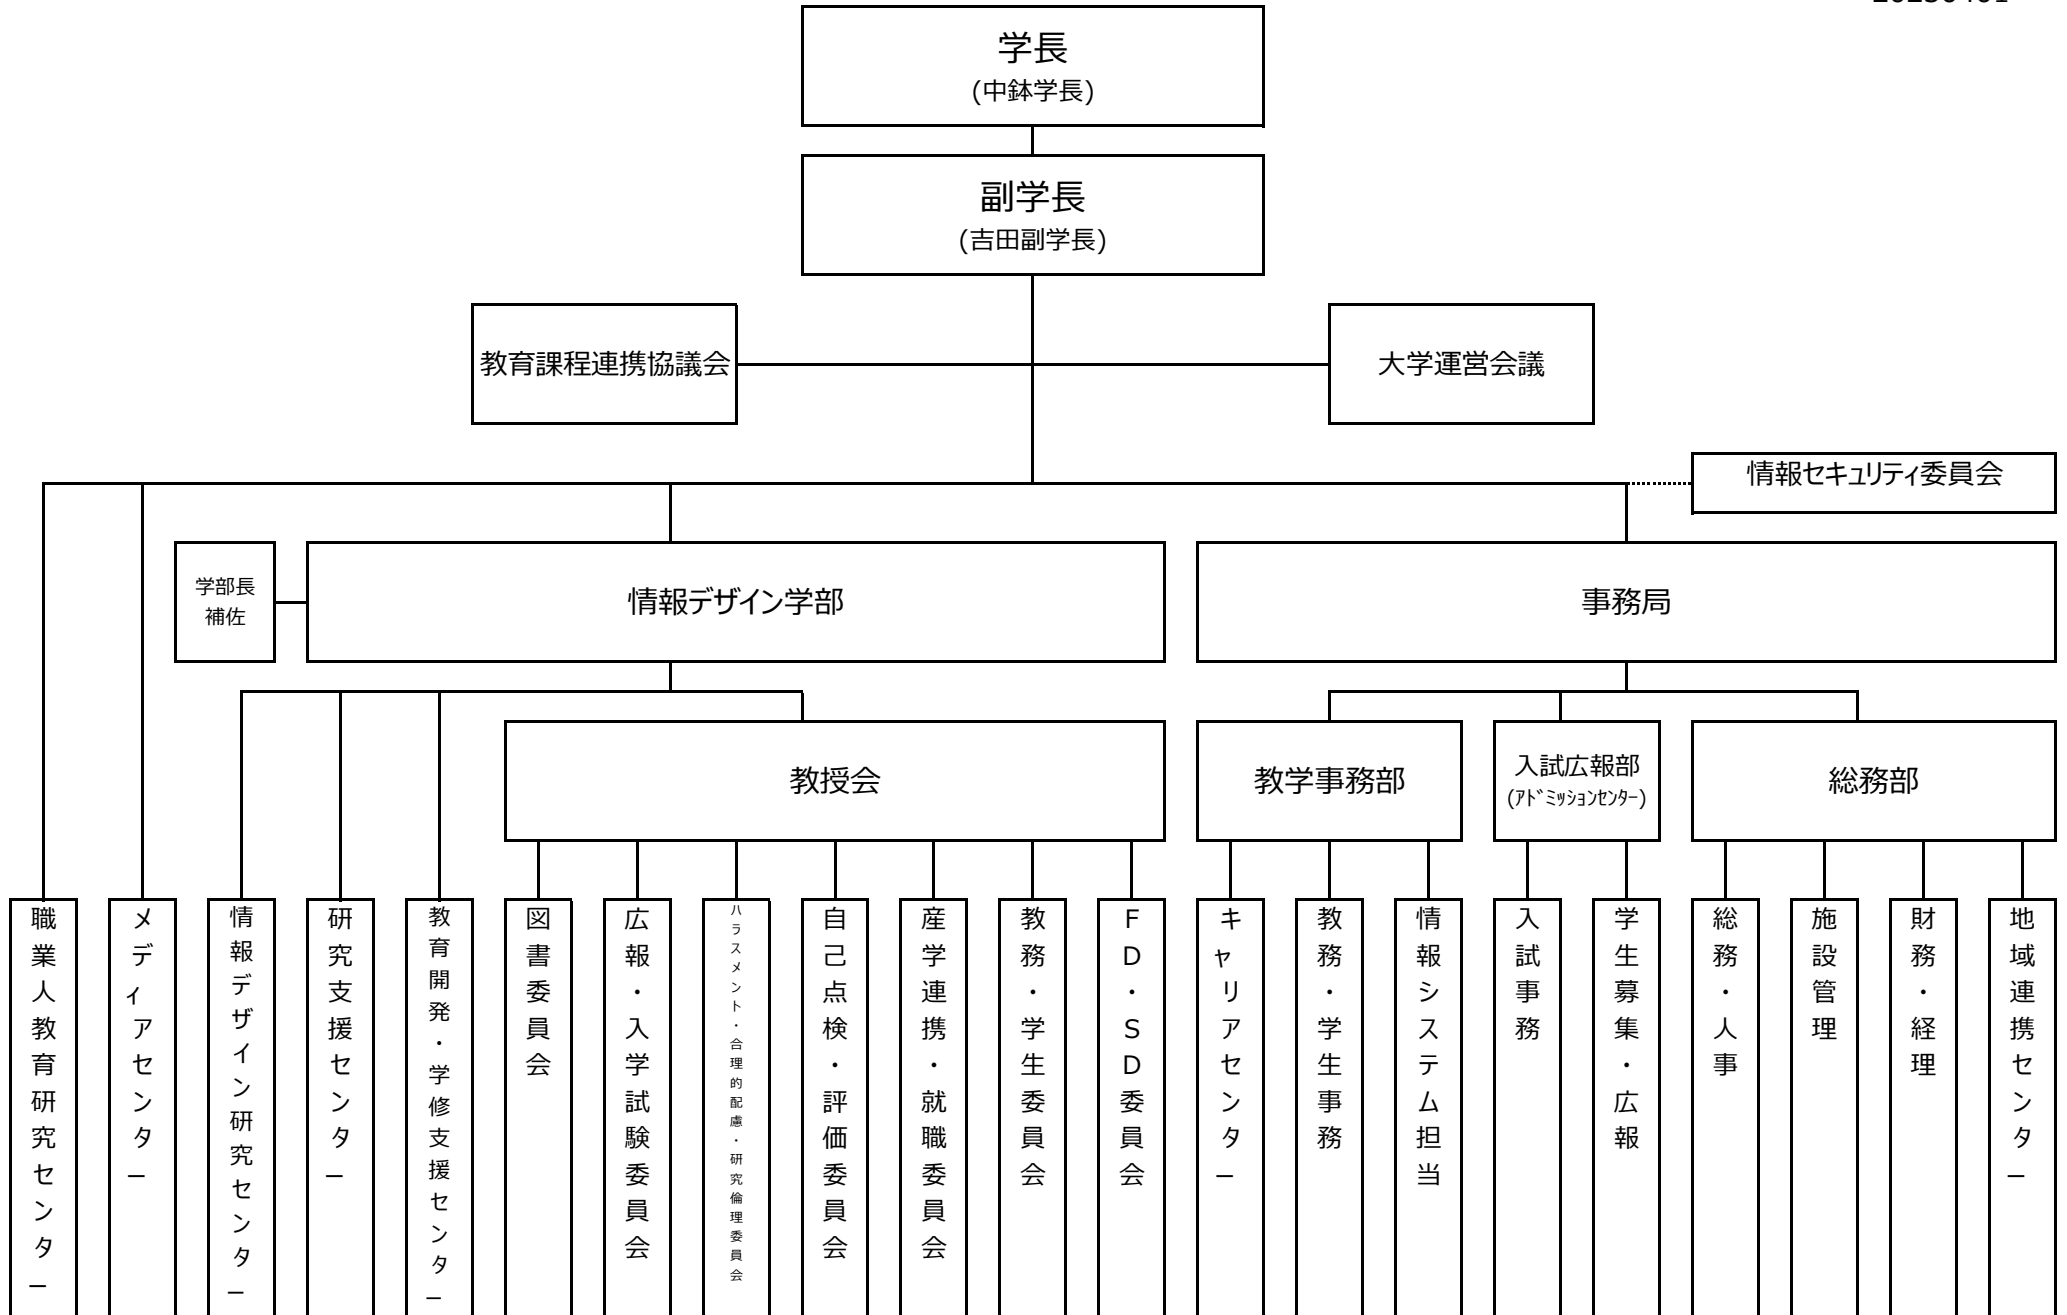 学長
(中鉢学長)
副学長
(吉田副学長)
教育課程連携協議会
大学運営会議
情報セキュリティ委員会
学部長
補佐
情報デザイン学部
事務局
教授会
教学事務部
入試広報部
(ｱﾄﾞﾐｯｼｮﾝｾﾝﾀｰ)
総務部
職業人教育研究センター
メディアセンター
情報デザイン研究センター
研究支援センター
教育開発・学修支援センター
図書委員会
広報・入学試験委員会
ハラスメント・合理的配慮・研究倫理委員会
自己点検・評価委員会
産学連携・就職委員会
教務・学生委員会
FD・SD委員会
キャリアセンター
教務・学生事務
情報システム担当
入試事務
学生募集・広報
総務・人事
施設管理
財務・経理
地域連携センター